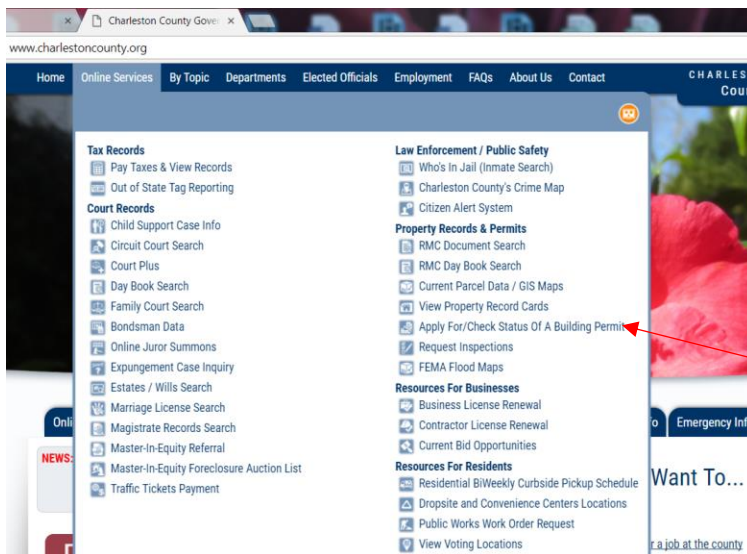 Charleston County Gove
www.charlestoncounty.org
Home Online Services By Topic Departments Elected Officials Employment FAQs About Us Contact
CHARLES
Cou
Tax Records
Pay Taxes & View Records
Out of State Tag Reporting
Court Records
Child Support Case Info
Circuit Court Search
Court Plus
Day Book Search
Family Court Search
Bondsman Data
Online Juror Summons
Expungement Case Inquiry
Estates / Wills Search
Marriage License Search
Magistrate Records Search
Master-In-Equity Referral
Master-In-Equity Foreclosure Auction List
Traffic Tickets Payment
Law Enforcement / Public Safety
Who's In Jail (Inmate Search)
Charleston County's Crime Map
Citizen Alert System
Property Records & Permits
RMC Document Search
RMC Day Book Search
Current Parcel Data / GIS Maps
View Property Record Cards
Apply For/Check Status Of A Building Permit
Request Inspections
FEMA Flood Maps
Resources For Businesses
Business License Renewal
Contractor License Renewal
Current Bid Opportunities
Resources For Residents
Residential BiWeekly Curbside Pickup Schedule
Dropsite and Convenience Centers Locations
Public Works Work Order Request
View Voting Locations
Onli
NEWS:
o Emergency Inf
Want To...
r a job at the county